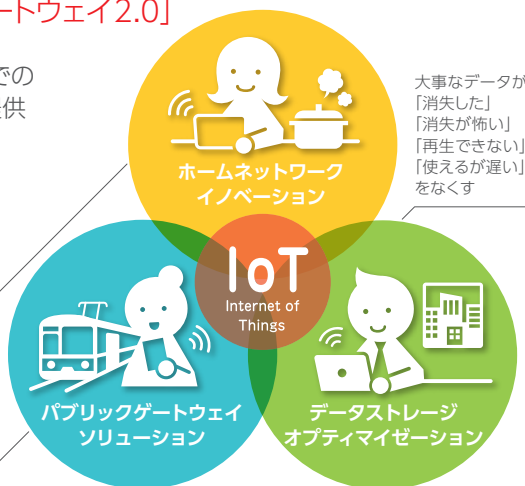 ートウェイ2.0」
での
供
大事なデータが
「消失した」
「消失が怖い」
「再生できない」
「使えるが遅い」
をなくす
ホームネットワーク
イノベーション
IoT
Internet of
Things
パブリックゲートウェイ
ソリューション
データストレージ
オプティマイゼーション